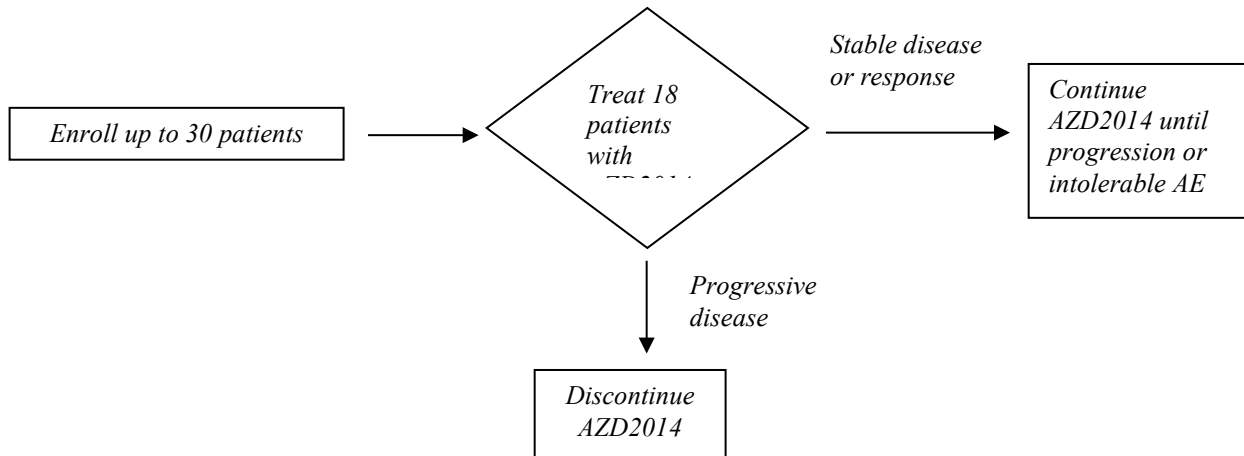 Enroll up to 30 patients
Treat 18
patients
with
Stable disease
or response
Continue
AZD2014 until
progression or
intolerable AE
Progressive
disease
Discontinue
AZD2014